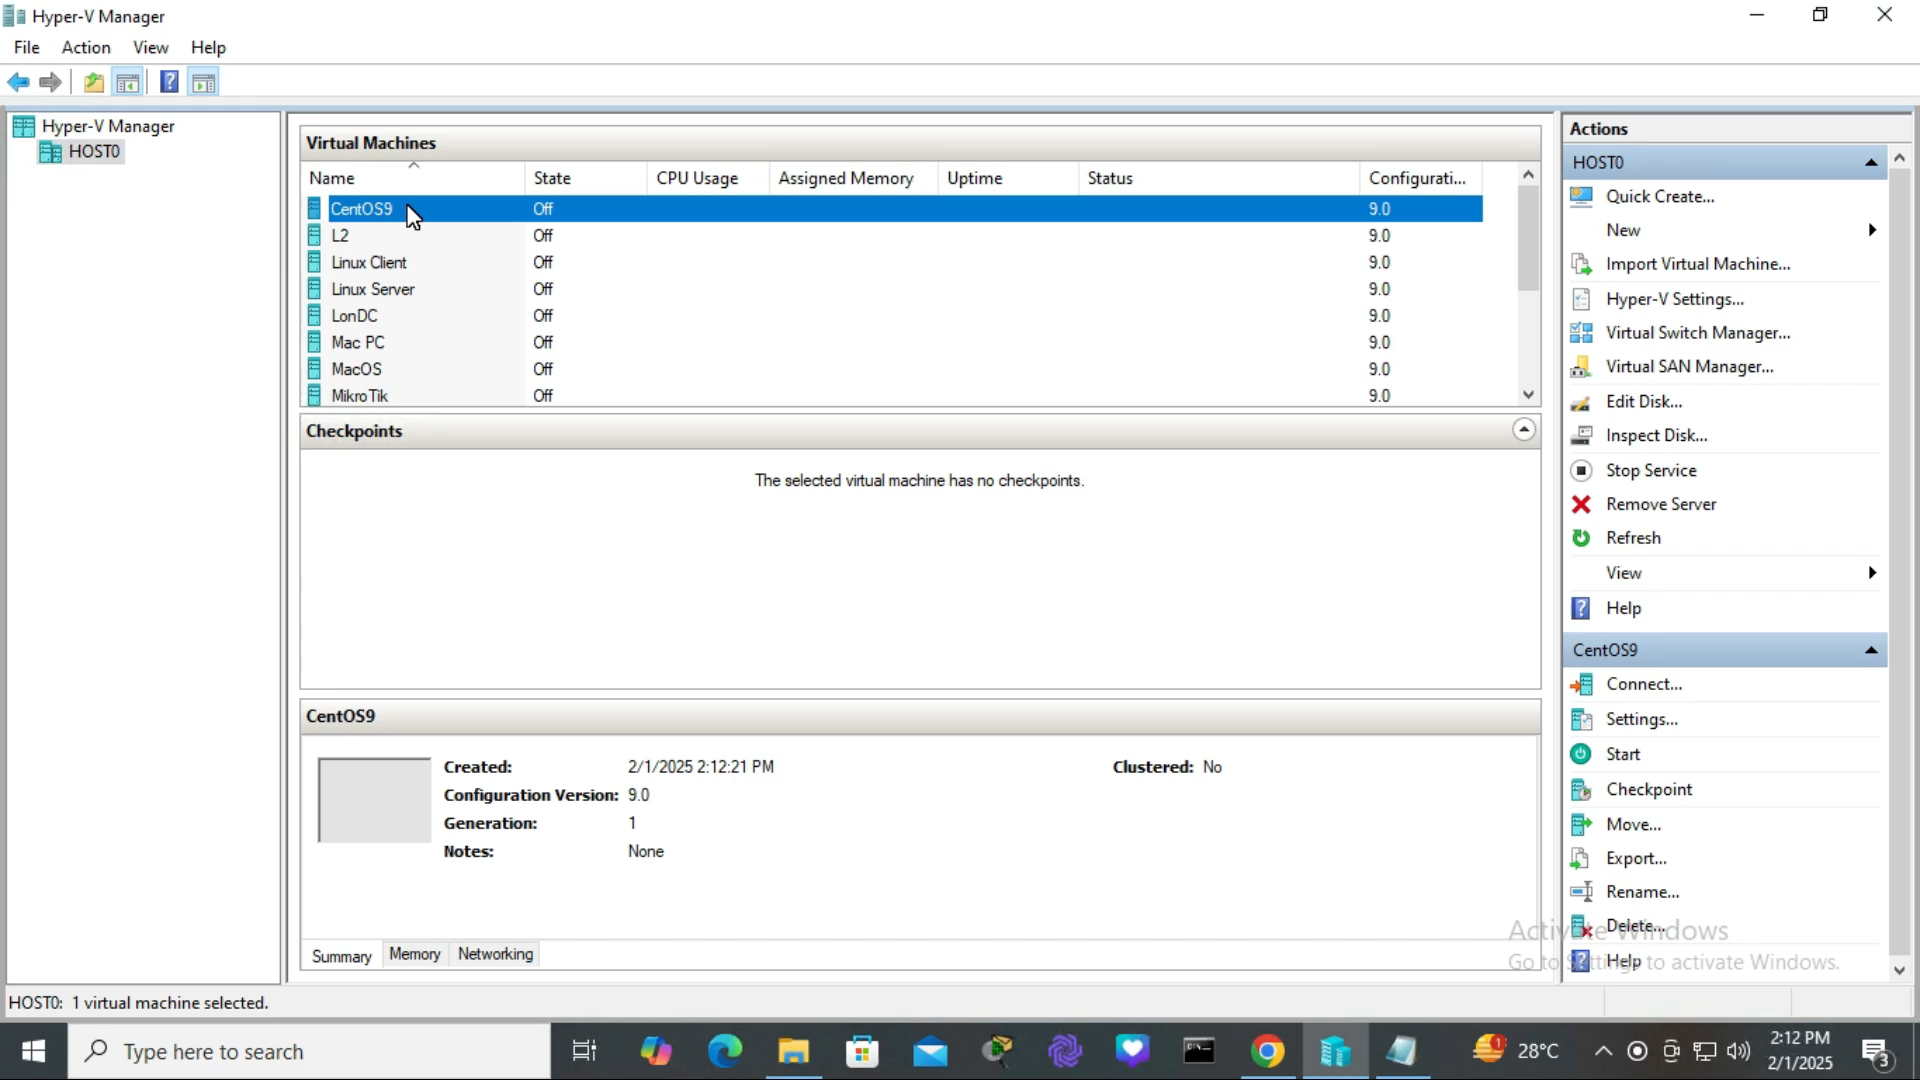 Hyper-V Manager
File Action View Help
Hyper-V Manager
HOST0
Virtual Machines
Name State CPU Usage Assigned Memory Uptime Status Configurati...
CentOS9 Off 9.0
L2 Off 9.0
Linux Client Off 9.0
Linux Server Off 9.0
LonDC Off 9.0
Mac PC Off 9.0
MacOS Off 9.0
MikroTik Off 9.0
Checkpoints
The selected virtual machine has no checkpoints.
CentOS9
Created: 2/1/2025 2:12:21 PM Clustered: No
Configuration Version: 9.0
Generation: 1
Notes: None
Summary Memory Networking
Actions
HOST0
Quick Create...
New
Import Virtual Machine...
Hyper-V Settings...
Virtual Switch Manager...
Virtual SAN Manager...
Edit Disk...
Inspect Disk...
Stop Service
Remove Server
Refresh
View
Help
CentOS9
Connect...
Settings...
Start
Checkpoint
Move...
Export...
Rename...
Delete...
Help
Activate Windows
Go to Settings to activate Windows.
HOST0: 1 virtual machine selected.
Type here to search
28°C
2:12 PM
2/1/2025
3